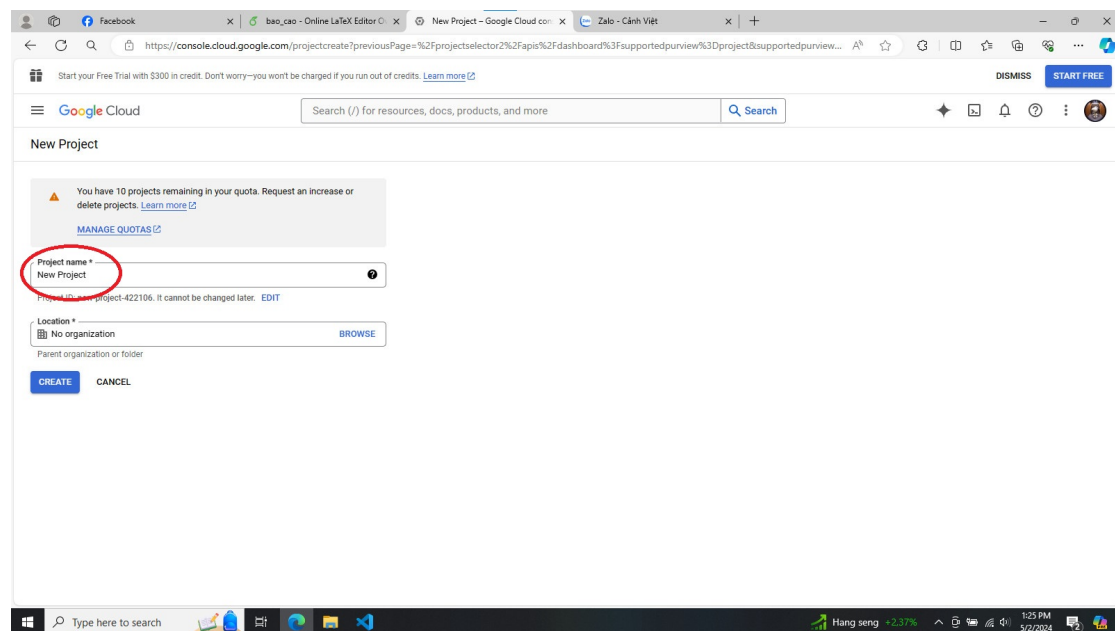 Facebook
bao_cao - Online LaTeX Editor O
New Project – Google Cloud con
Zalo - Cảnh Việt
https://console.cloud.google.com/projectcreate?previousPage=%2Fprojectselector2%2Fapis%2Fdashboard%3Fsupportedpurview%3Dproject&supportedpurview...
Start your Free Trial with $300 in credit. Don't worry—you won't be charged if you run out of credits. Learn more
DISMISS
START FREE
Google Cloud
Search (/) for resources, docs, products, and more
Search
New Project
You have 10 projects remaining in your quota. Request an increase or
delete projects. Learn more
MANAGE QUOTAS
Project name *
New Project
Project ID: new-project-422106. It cannot be changed later. EDIT
Location *
No organization
BROWSE
Parent organization or folder
CREATE
CANCEL
Type here to search
Hang seng +2,37%
1:25 PM
5/2/2024
2